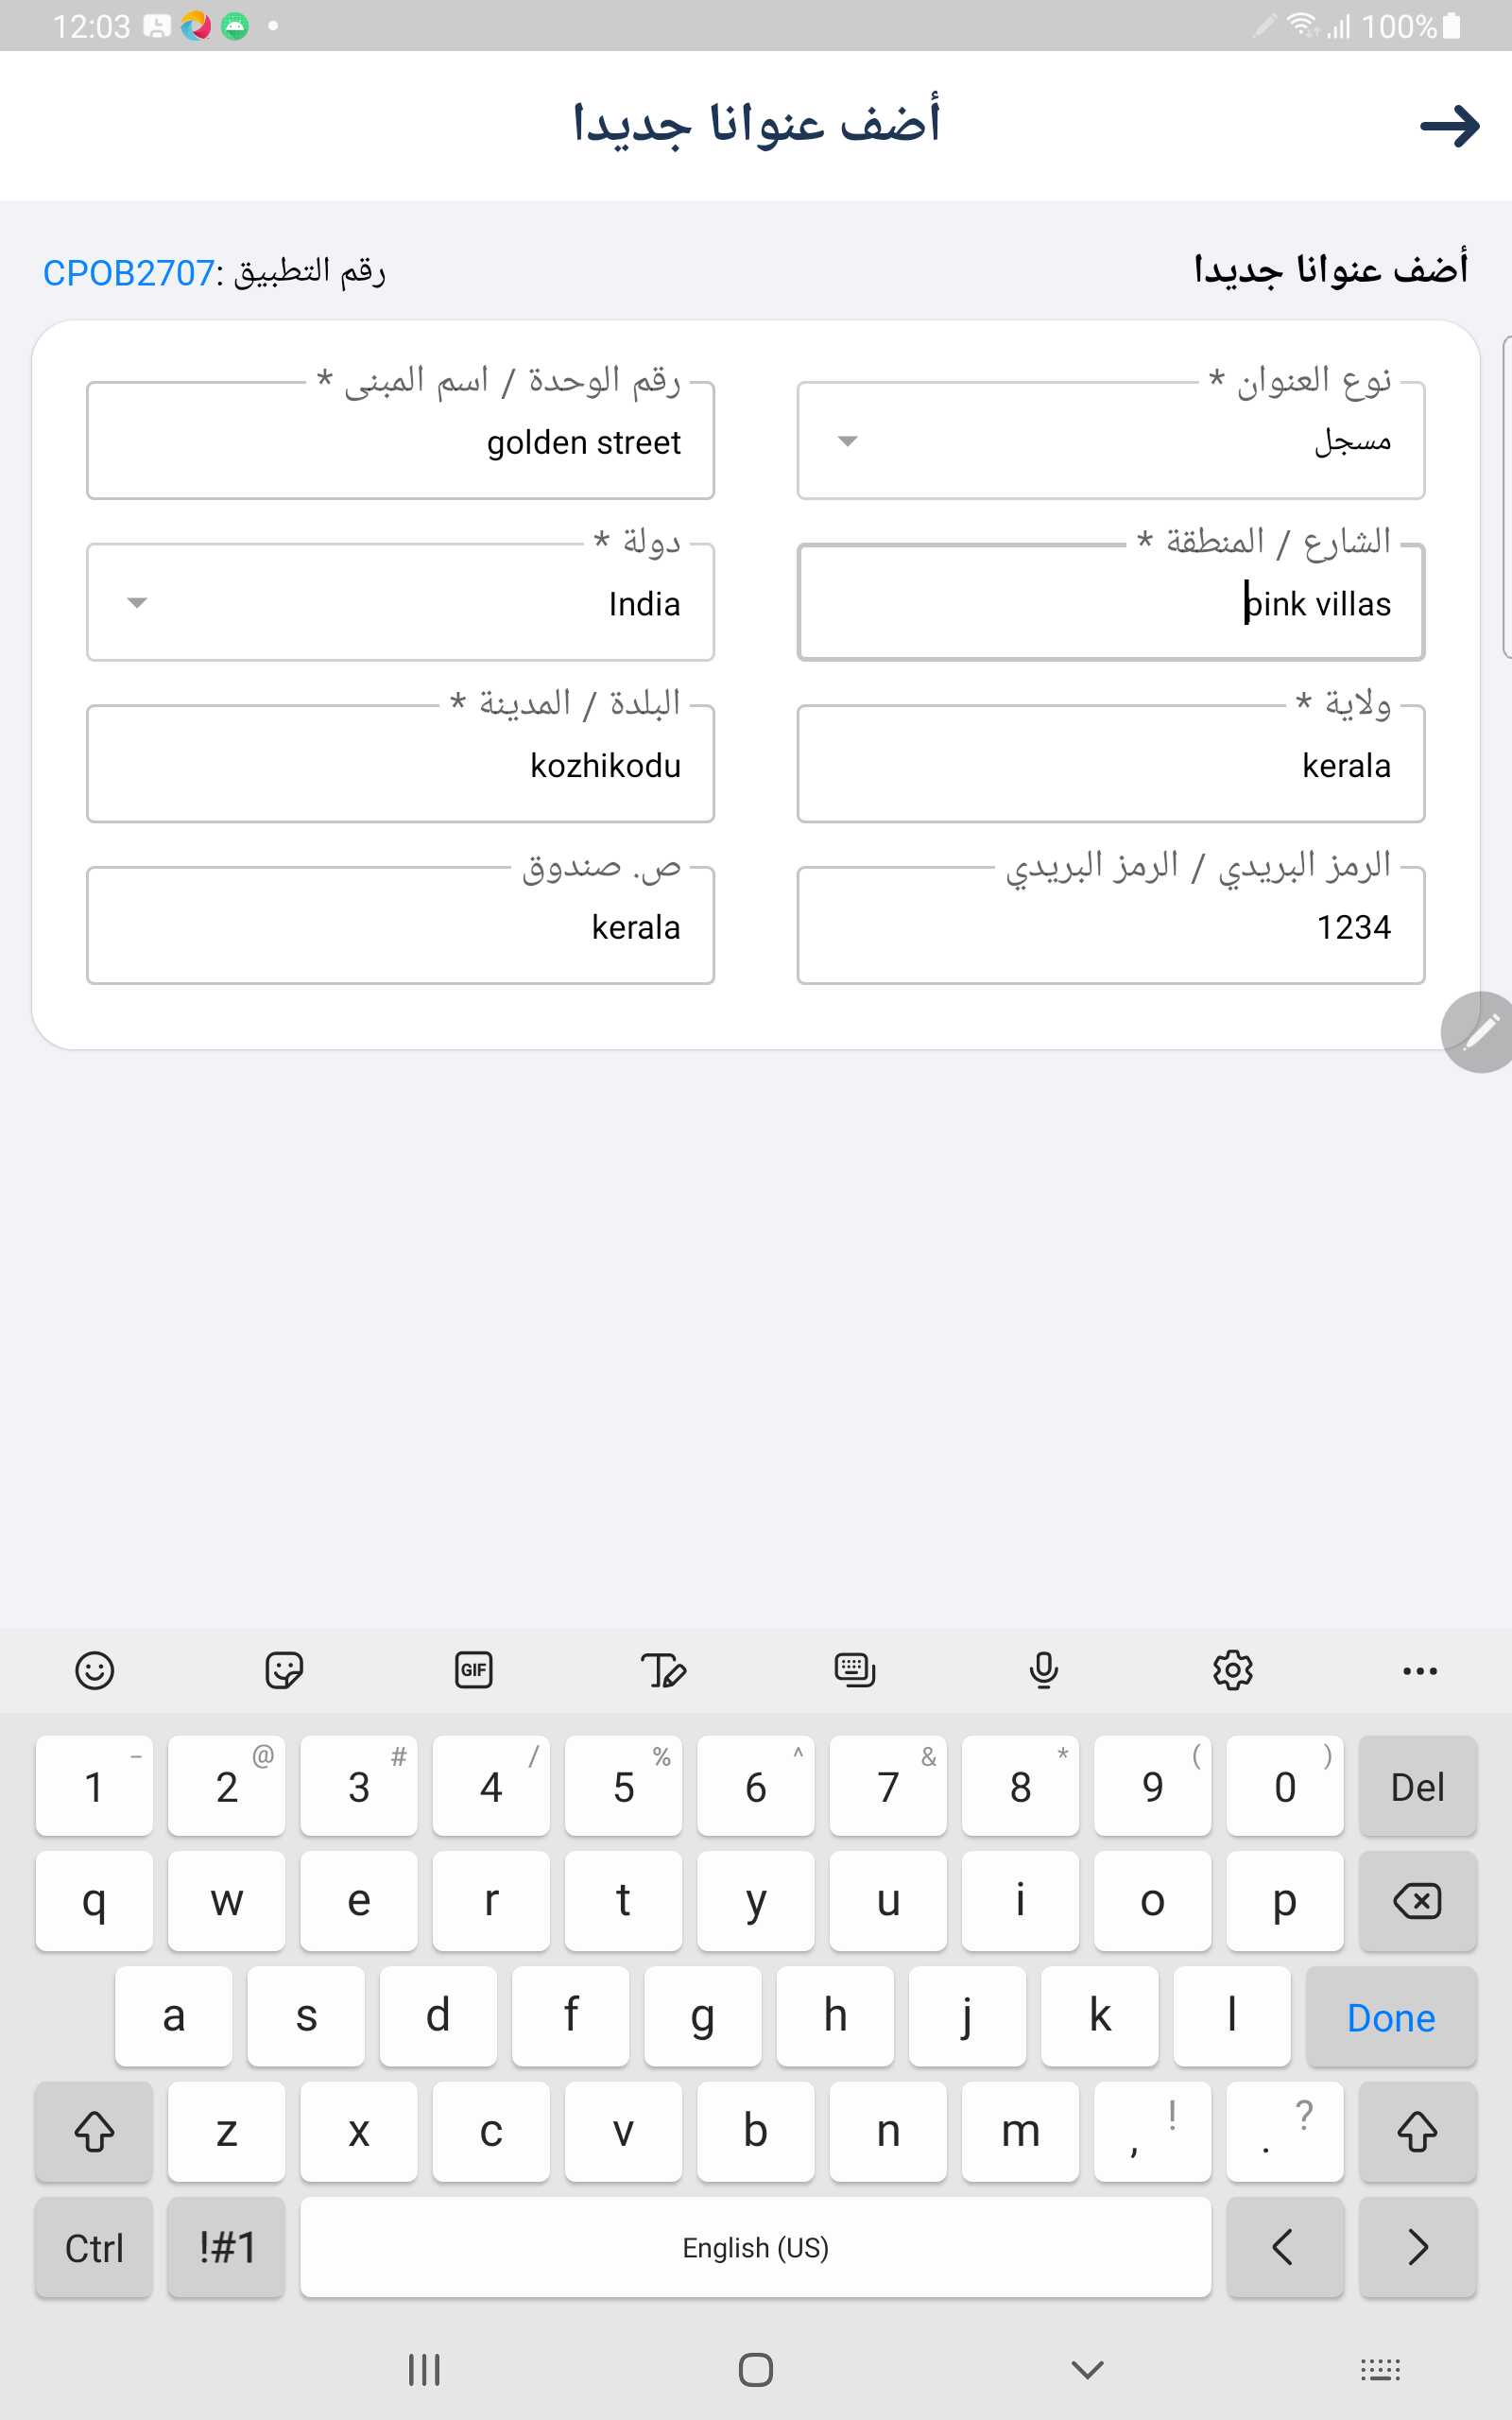 12:03
100%
أضف عنوانا جديدا
أضف عنوانا جديدا
رقم التطبيق :CPOB2707
نوع العنوان *
مسجل
رقم الوحدة / اسم المبنى *
golden street
الشارع / المنطقة *
pink villas
دولة *
India
ولاية *
kerala
البلدة / المدينة *
kozhikodu
الرمز البريدي / الرمز البريدي
1234
ص. صندوق
kerala
GIF
1 – 2 @ 3 # 4 / 5 % 6 ^ 7 & 8 * 9 ( 0 ) Del
q w e r t y u i o p
a s d f g h j k l Done
z x c v b n m , ! . ?
Ctrl !#1 English (US) < >